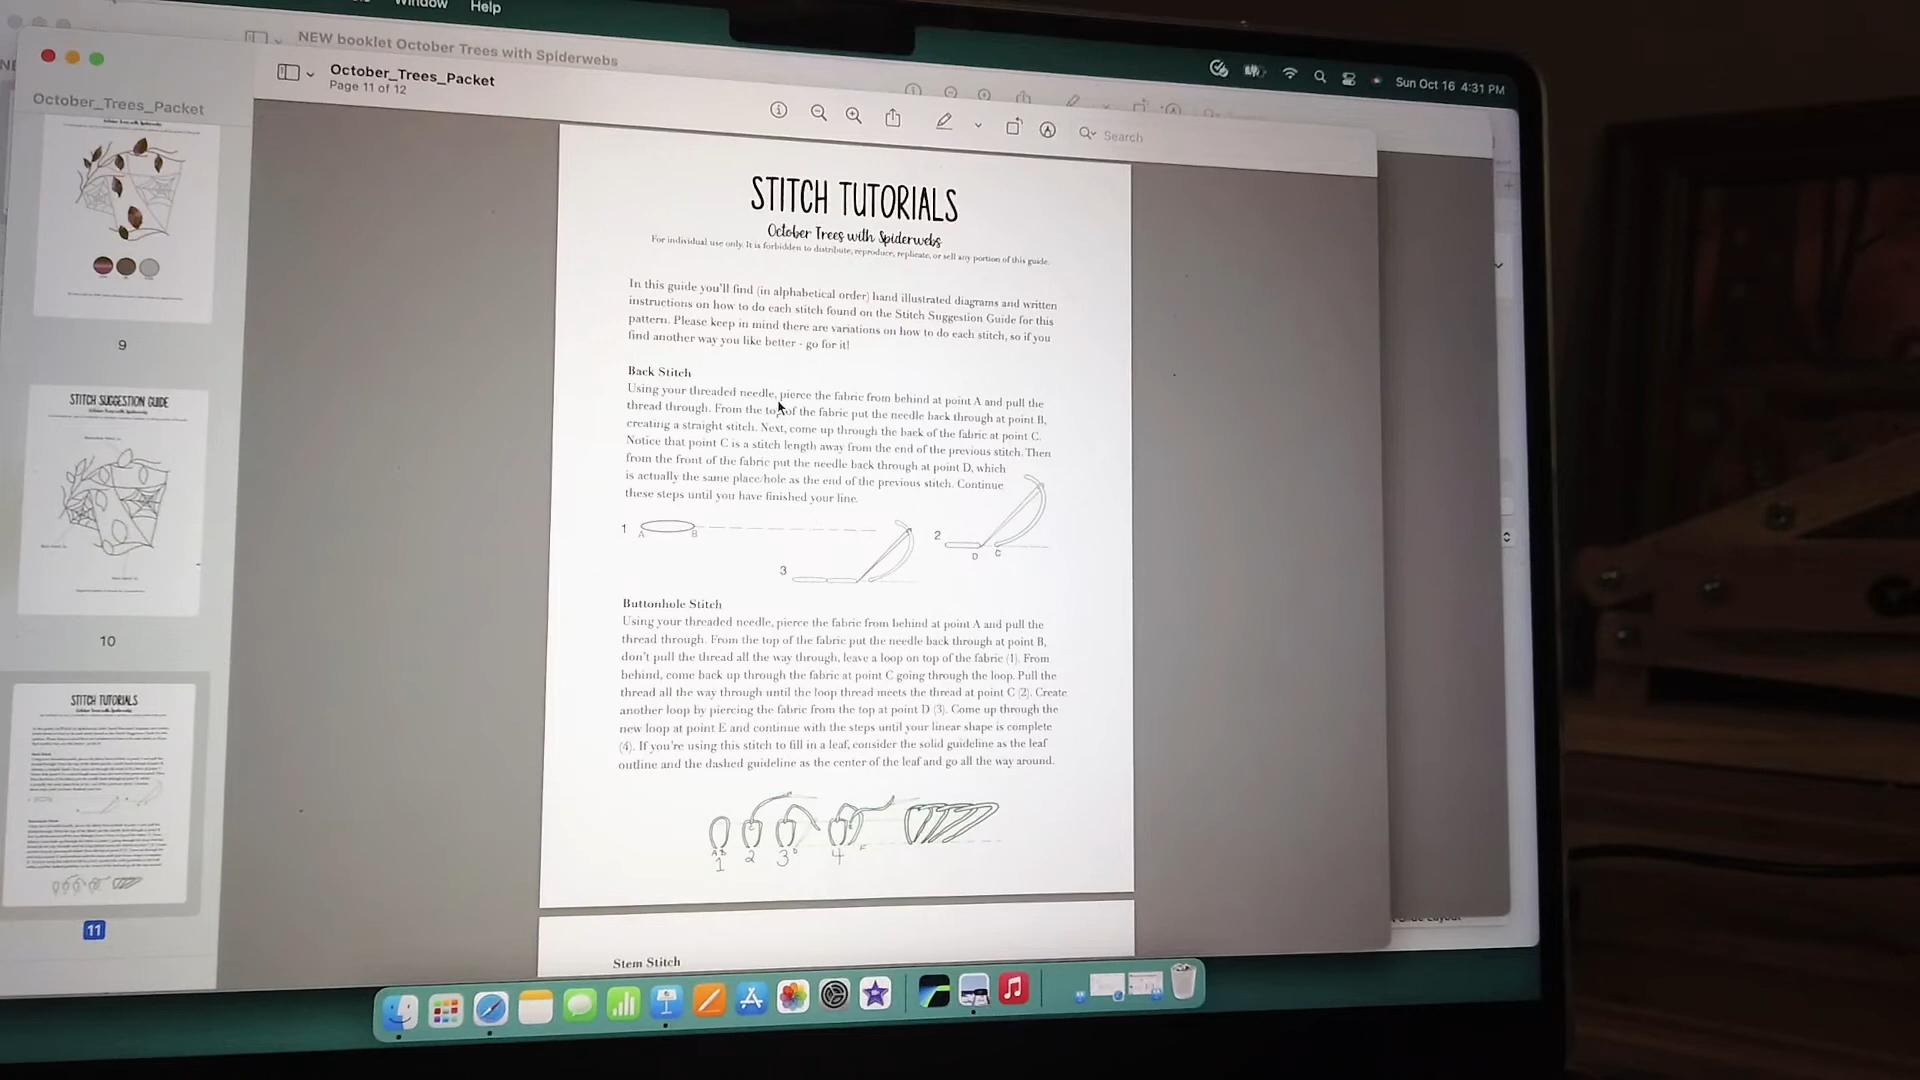 Window Help
NEW booklet October Trees with Spiderwebs
Sun Oct 16 4:31 PM
October_Trees_Packet
Page 11 of 12
Search
October_Trees_Packet
9
STITCH SUGGESTION GUIDE
10
STITCH TUTORIALS
October Trees with Spiderwebs
11
STITCH TUTORIALS
October Trees with Spiderwebs
For individual use only. It is forbidden to distribute, reproduce, replicate, or sell any portion of this guide.
In this guide you'll find (in alphabetical order) hand illustrated diagrams and written
instructions on how to do each stitch found on the Stitch Suggestion Guide for this
pattern. Please keep in mind there are variations on how to do each stitch, so if you
find another way you like better - go for it!
Back Stitch
Using your threaded needle, pierce the fabric from behind at point A and pull the
thread through. From the top of the fabric put the needle back through at point B,
creating a straight stitch. Next, come up through the back of the fabric at point C.
Notice that point C is a stitch length away from the end of the previous stitch. Then
from the front of the fabric put the needle back through at point D, which
is actually the same place/hole as the end of the previous stitch. Continue
these steps until you have finished your line.
1 A B
2 D C
3
Buttonhole Stitch
Using your threaded needle, pierce the fabric from behind at point A and pull the
thread through. From the top of the fabric put the needle back through at point B,
don't pull the thread all the way through, leave a loop on top of the fabric (1). From
behind, come back up through the fabric at point C going through the loop. Pull the
thread all the way through until the loop thread meets the thread at point C (2). Create
another loop by piercing the fabric from the top at point D (3). Come up through the
new loop at point E and continue with the steps until your linear shape is complete
(4). If you're using this stitch to fill in a leaf, consider the solid guideline as the leaf
outline and the dashed guideline as the center of the leaf and go all the way around.
A B
1 2 3 4
Stem Stitch